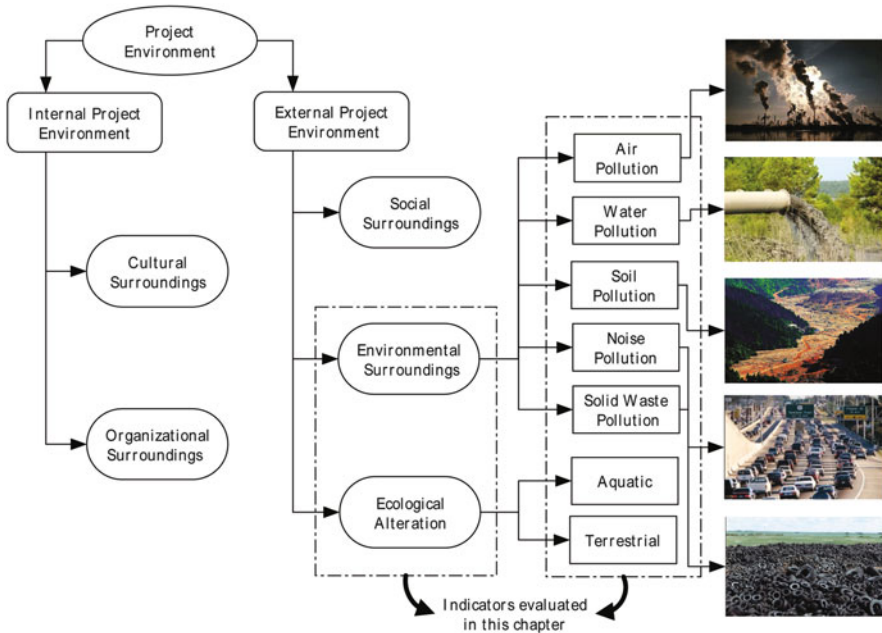 Project
Environment
Internal Project
Environment
External Project
Environment
Cultural
Surroundings
Organizational
Surroundings
Social
Surroundings
Environmental
Surroundings
Ecological
Alteration
Air
Pollution
Water
Pollution
Soil
Pollution
Noise
Pollution
Solid Waste
Pollution
Aquatic
Terrestrial
Indicators evaluated
in this chapter